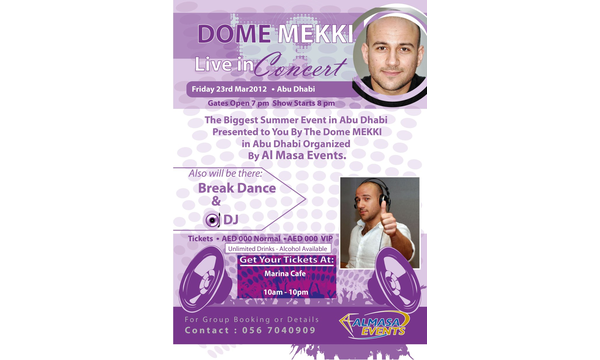 DOME MEKKI
Live in Concert
Friday 23rd Mar2012 • Abu Dhabi
Gates Open 7 pm Show Starts 8 pm
The Biggest Summer Event in Abu Dhabi
Presented to You By The Dome MEKKI
in Abu Dhabi Organized
By Al Masa Events.
Also will be there:
Break Dance
&
DJ
Tickets • AED 000 Normal • AED 000 VIP
Unlimited Drinks - Alcohol Available
Get Your Tickets At:
Marina Cafe
10am - 10pm
For Group Booking or Details
Contact : 056 7040909
ALMASA
EVENTS